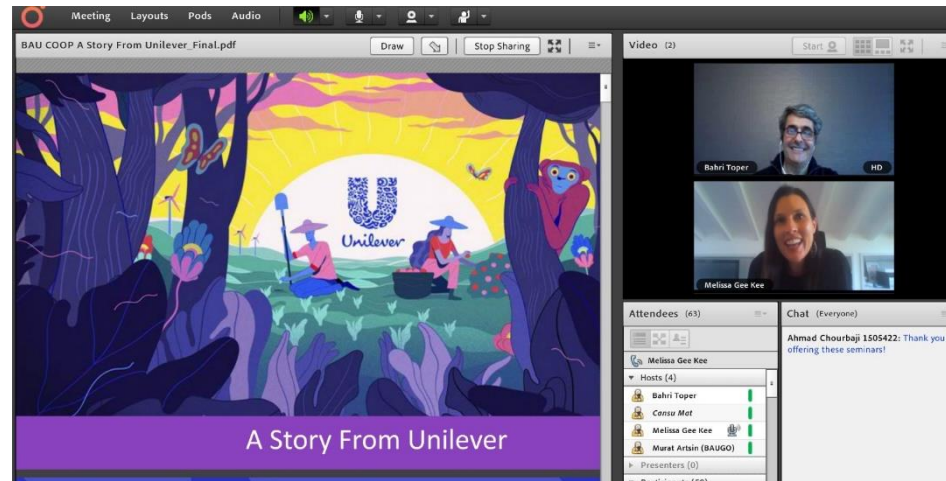 Meeting Layouts Pods Audio
BAU COOP A Story From Unilever_Final.pdf
Draw
Stop Sharing
Unilever
A Story From Unilever
Video (2)
Start
Bahri Toper
HD
Melissa Gee Kee
Attendees (63)
Melissa Gee Kee
Hosts (4)
Bahri Toper
Cansu Mat
Melissa Gee Kee
Murat Artsin (BAUGO)
Presenters (0)
Chat (Everyone)
Ahmad Chourbaji 1505422: Thank you
offering these seminars!